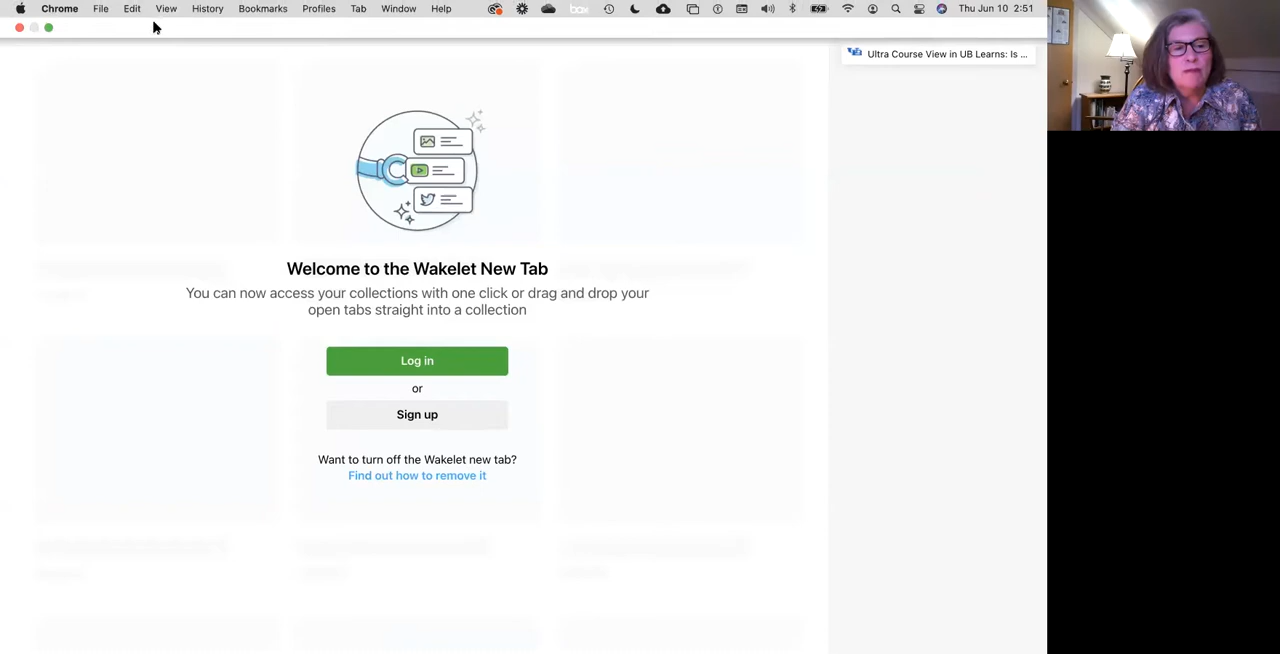 Chrome File Edit View History Bookmarks Profiles Tab Window Help box Thu Jun 10 2:51
Ultra Course View in UB Learns: Is ...
Welcome to the Wakelet New Tab
You can now access your collections with one click or drag and drop your
open tabs straight into a collection
Log in
or
Sign up
Want to turn off the Wakelet new tab?
Find out how to remove it